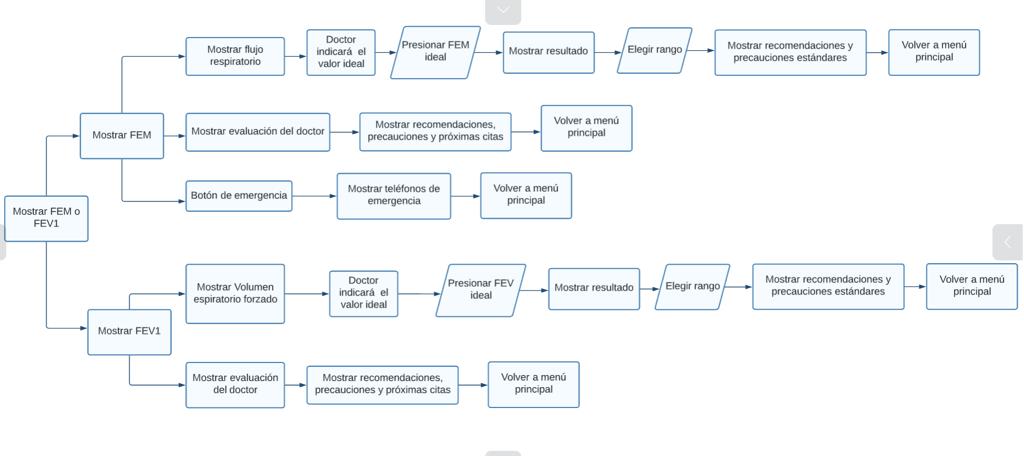 Mostrar flujo
respiratorio
Doctor
indicará el
valor ideal
Presionar FEM
ideal
Mostrar resultado
Elegir rango
Mostrar recomendaciones y
precauciones estándares
Volver a menú
principal
Mostrar FEM
Mostrar evaluación del doctor
Mostrar recomendaciones,
precauciones y próximas citas
Volver a menú
principal
Botón de emergencia
Mostrar teléfonos de
emergencia
Volver a menú
principal
Mostrar FEM o
FEV1
Mostrar Volumen
espiratorio forzado
Doctor
indicará el
valor ideal
Presionar FEV
ideal
Mostrar resultado
Elegir rango
Mostrar recomendaciones y
precauciones estándares
Volver a menú
principal
Mostrar FEV1
Mostrar evaluación
del doctor
Mostrar recomendaciones,
precauciones y próximas citas
Volver a menú
principal